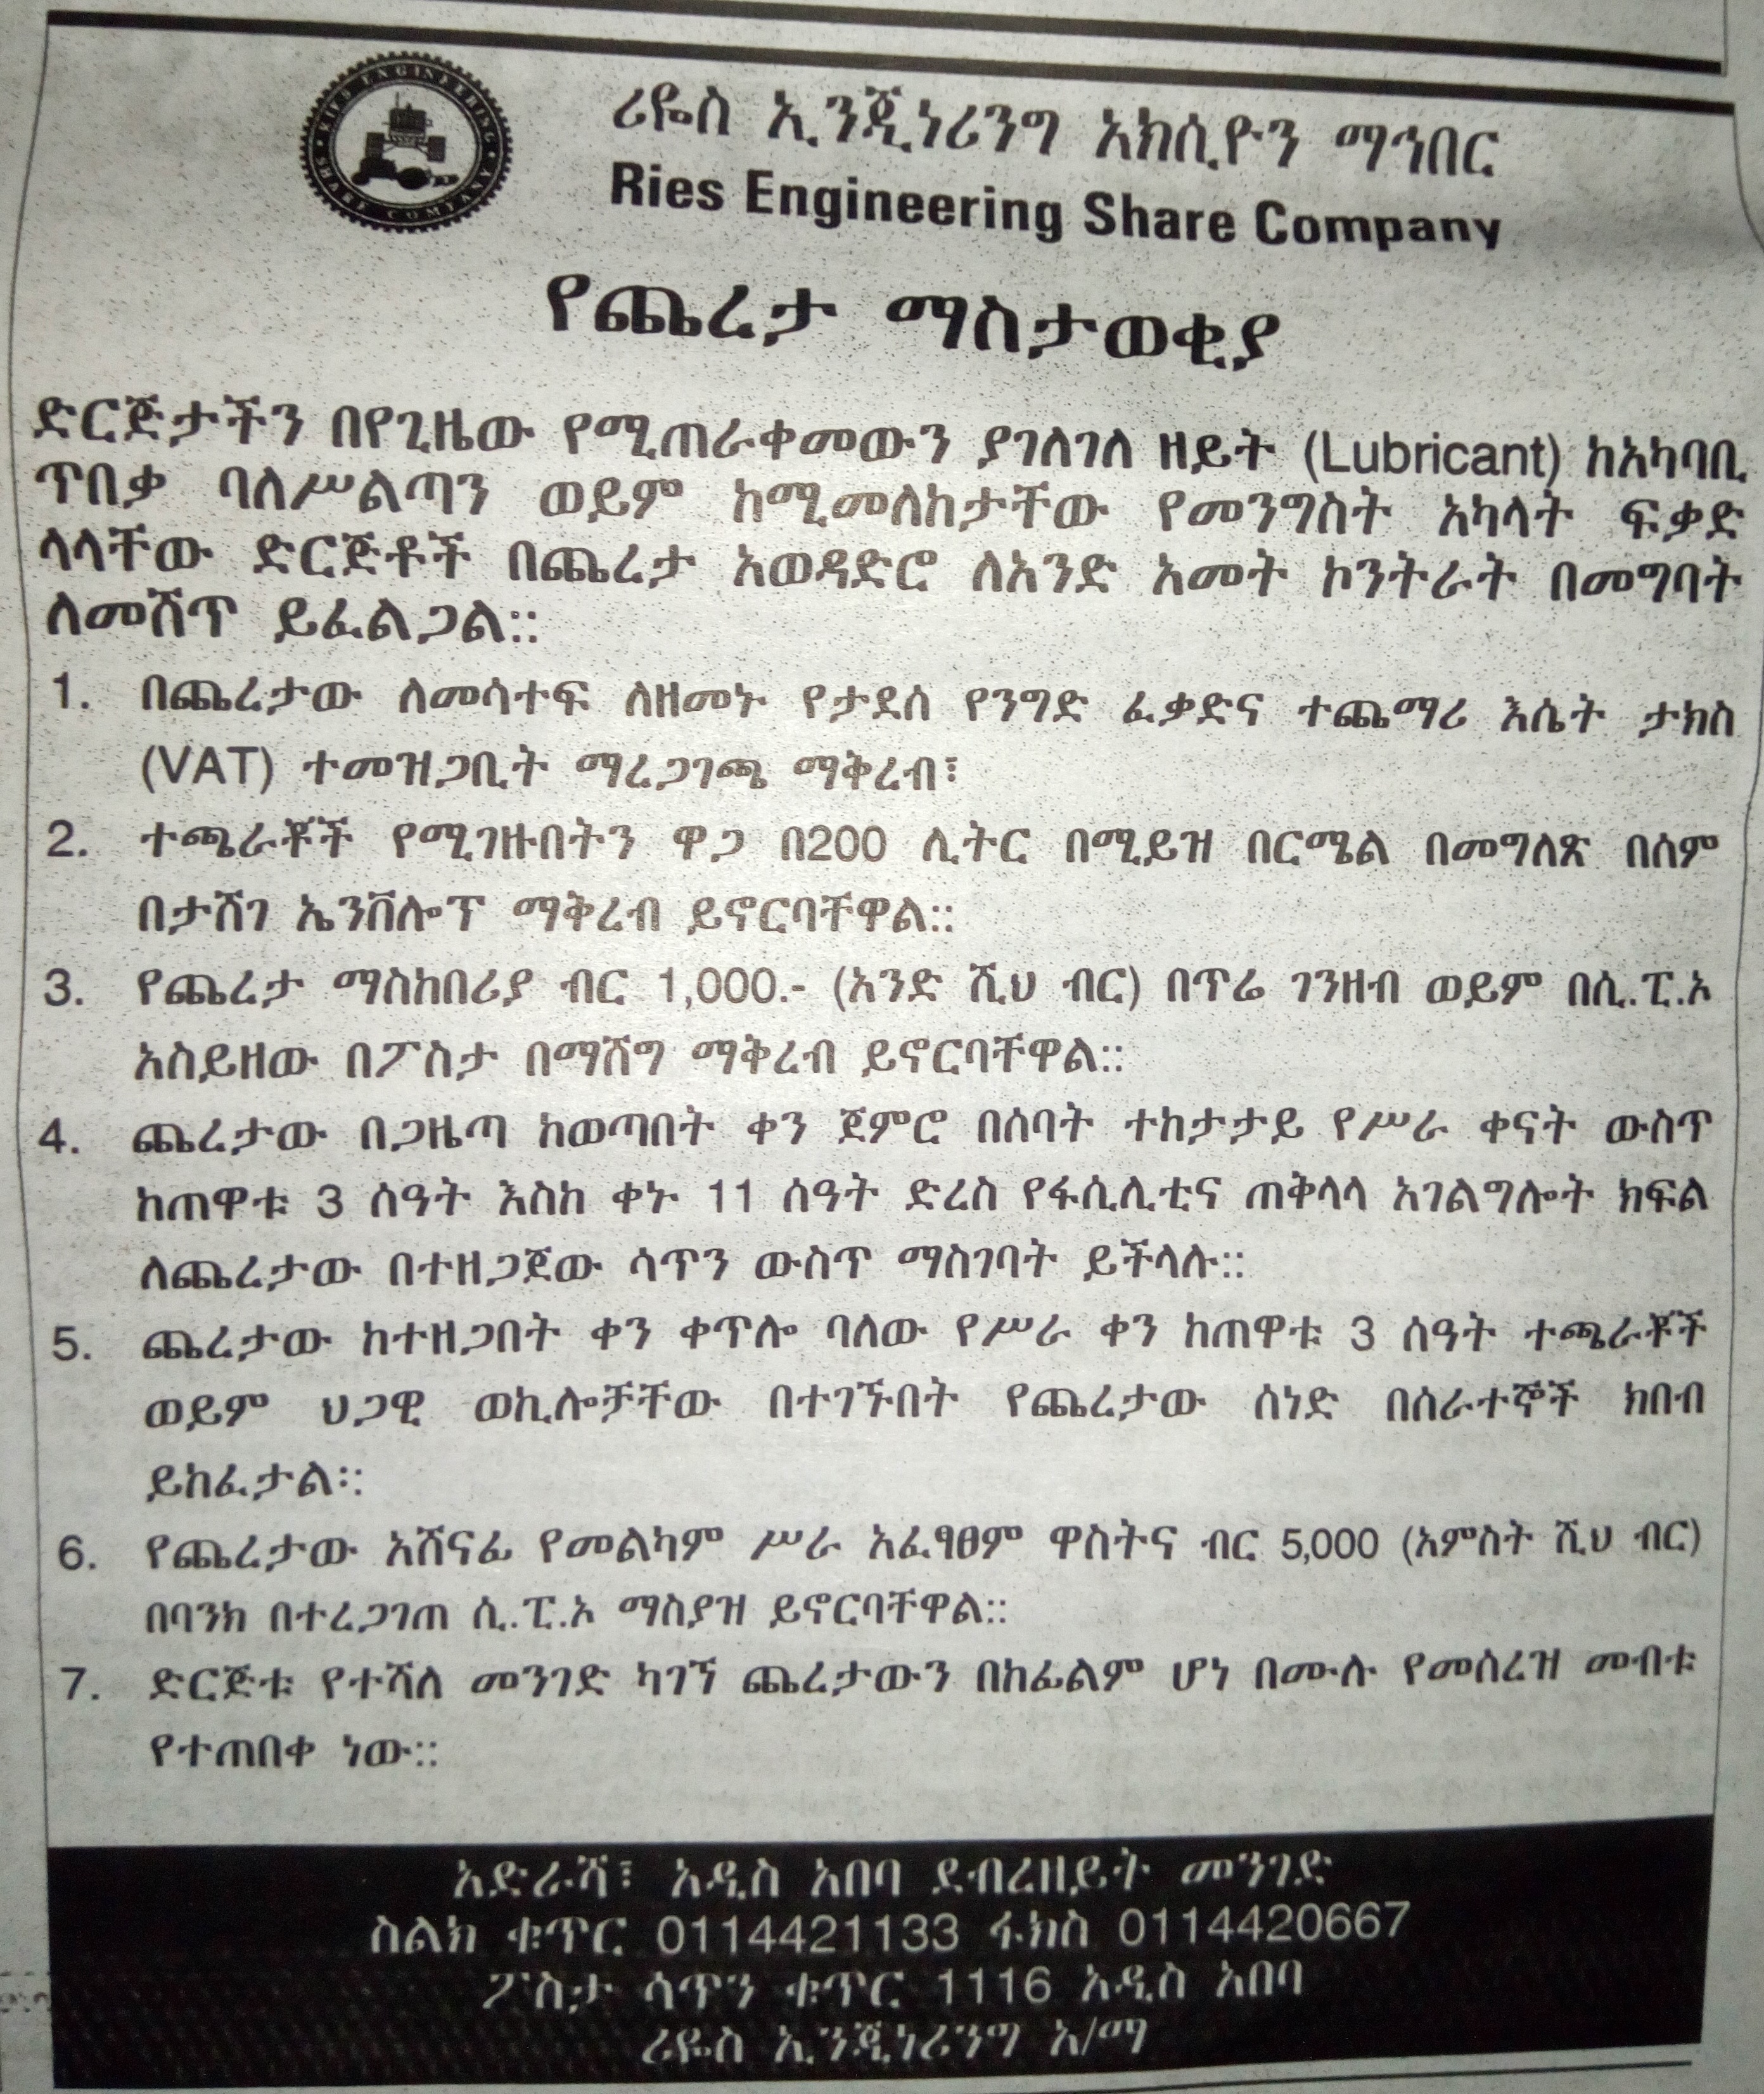 RIES ENGINEERING SHARE COMPANY
ሪዬስ ኢንጂነሪንግ አክሲዮን ማኅበር
Ries Engineering Share Company
የጨረታ ማስታወቂያ
ድርጅታችን በየጊዜው የሚጠራቀመውን ያገለገለ ዘይት (Lubricant) ከአካባቢ
ጥበቃ ባለሥልጣን ወይም ከሚመለከታቸው የመንግስት አካላት ፍቃድ
ላላቸው ድርጅቶች በጨረታ አወዳድሮ ለአንድ አመት ኮንትራት በመግባት
ለመሸጥ ይፈልጋል::
1. በጨረታው ለመሳተፍ ለዘመኑ የታደሰ የንግድ ፈቃድና ተጨማሪ እሴት ታክስ
(VAT) ተመዝጋቢት ማረጋገጫ ማቅረብ፣
2. ተጫራቾች የሚገዙበትን ዋጋ በ200 ሊትር በሚይዝ በርሜል በመግለጽ በሰም
በታሸገ ኤንቨሎፕ ማቅረብ ይኖርባቸዋል::
3. የጨረታ ማስከበሪያ ብር 1,000.- (አንድ ሺህ ብር) በጥሬ ገንዘብ ወይም በሲ.ፒ.ኦ
አስይዘው በፖስታ በማሸግ ማቅረብ ይኖርባቸዋል::
4. ጨረታው በጋዜጣ ከወጣበት ቀን ጀምሮ በሰባት ተከታታይ የሥራ ቀናት ውስጥ
ከጠዋቱ 3 ሰዓት እስከ ቀኑ 11 ሰዓት ድረስ የፋሲሊቲና ጠቅላላ አገልግሎት ክፍል
ለጨረታው በተዘጋጀው ሳጥን ውስጥ ማስገባት ይችላሉ::
5. ጨረታው ከተዘጋበት ቀን ቀጥሎ ባለው የሥራ ቀን ከጠዋቱ 3 ሰዓት ተጫራቾች
ወይም ህጋዊ ወኪሎቻቸው በተገኙበት የጨረታው ሰነድ በሰራተኞች ክበብ
ይከፈታል::
6. የጨረታው አሸናፊ የመልካም ሥራ አፈፃፀም ዋስትና ብር 5,000 (አምስት ሺህ ብር)
በባንክ በተረጋገጠ ሲ.ፒ.ኦ ማስያዝ ይኖርባቸዋል::
7. ድርጅቱ የተሻለ መንገድ ካገኘ ጨረታውን በከፊልም ሆነ በሙሉ የመሰረዝ መብቱ
የተጠበቀ ነው::
አድራሻ፣ አዲስ አበባ ደብረዘይት መንገድ
ስልክ ቁጥር 0114421133 ፋክስ 0114420667
ፖስታ ሳጥን ቁጥር 1116 አዲስ አበባ
ሪዬስ ኢንጂነሪንግ አ/ማ